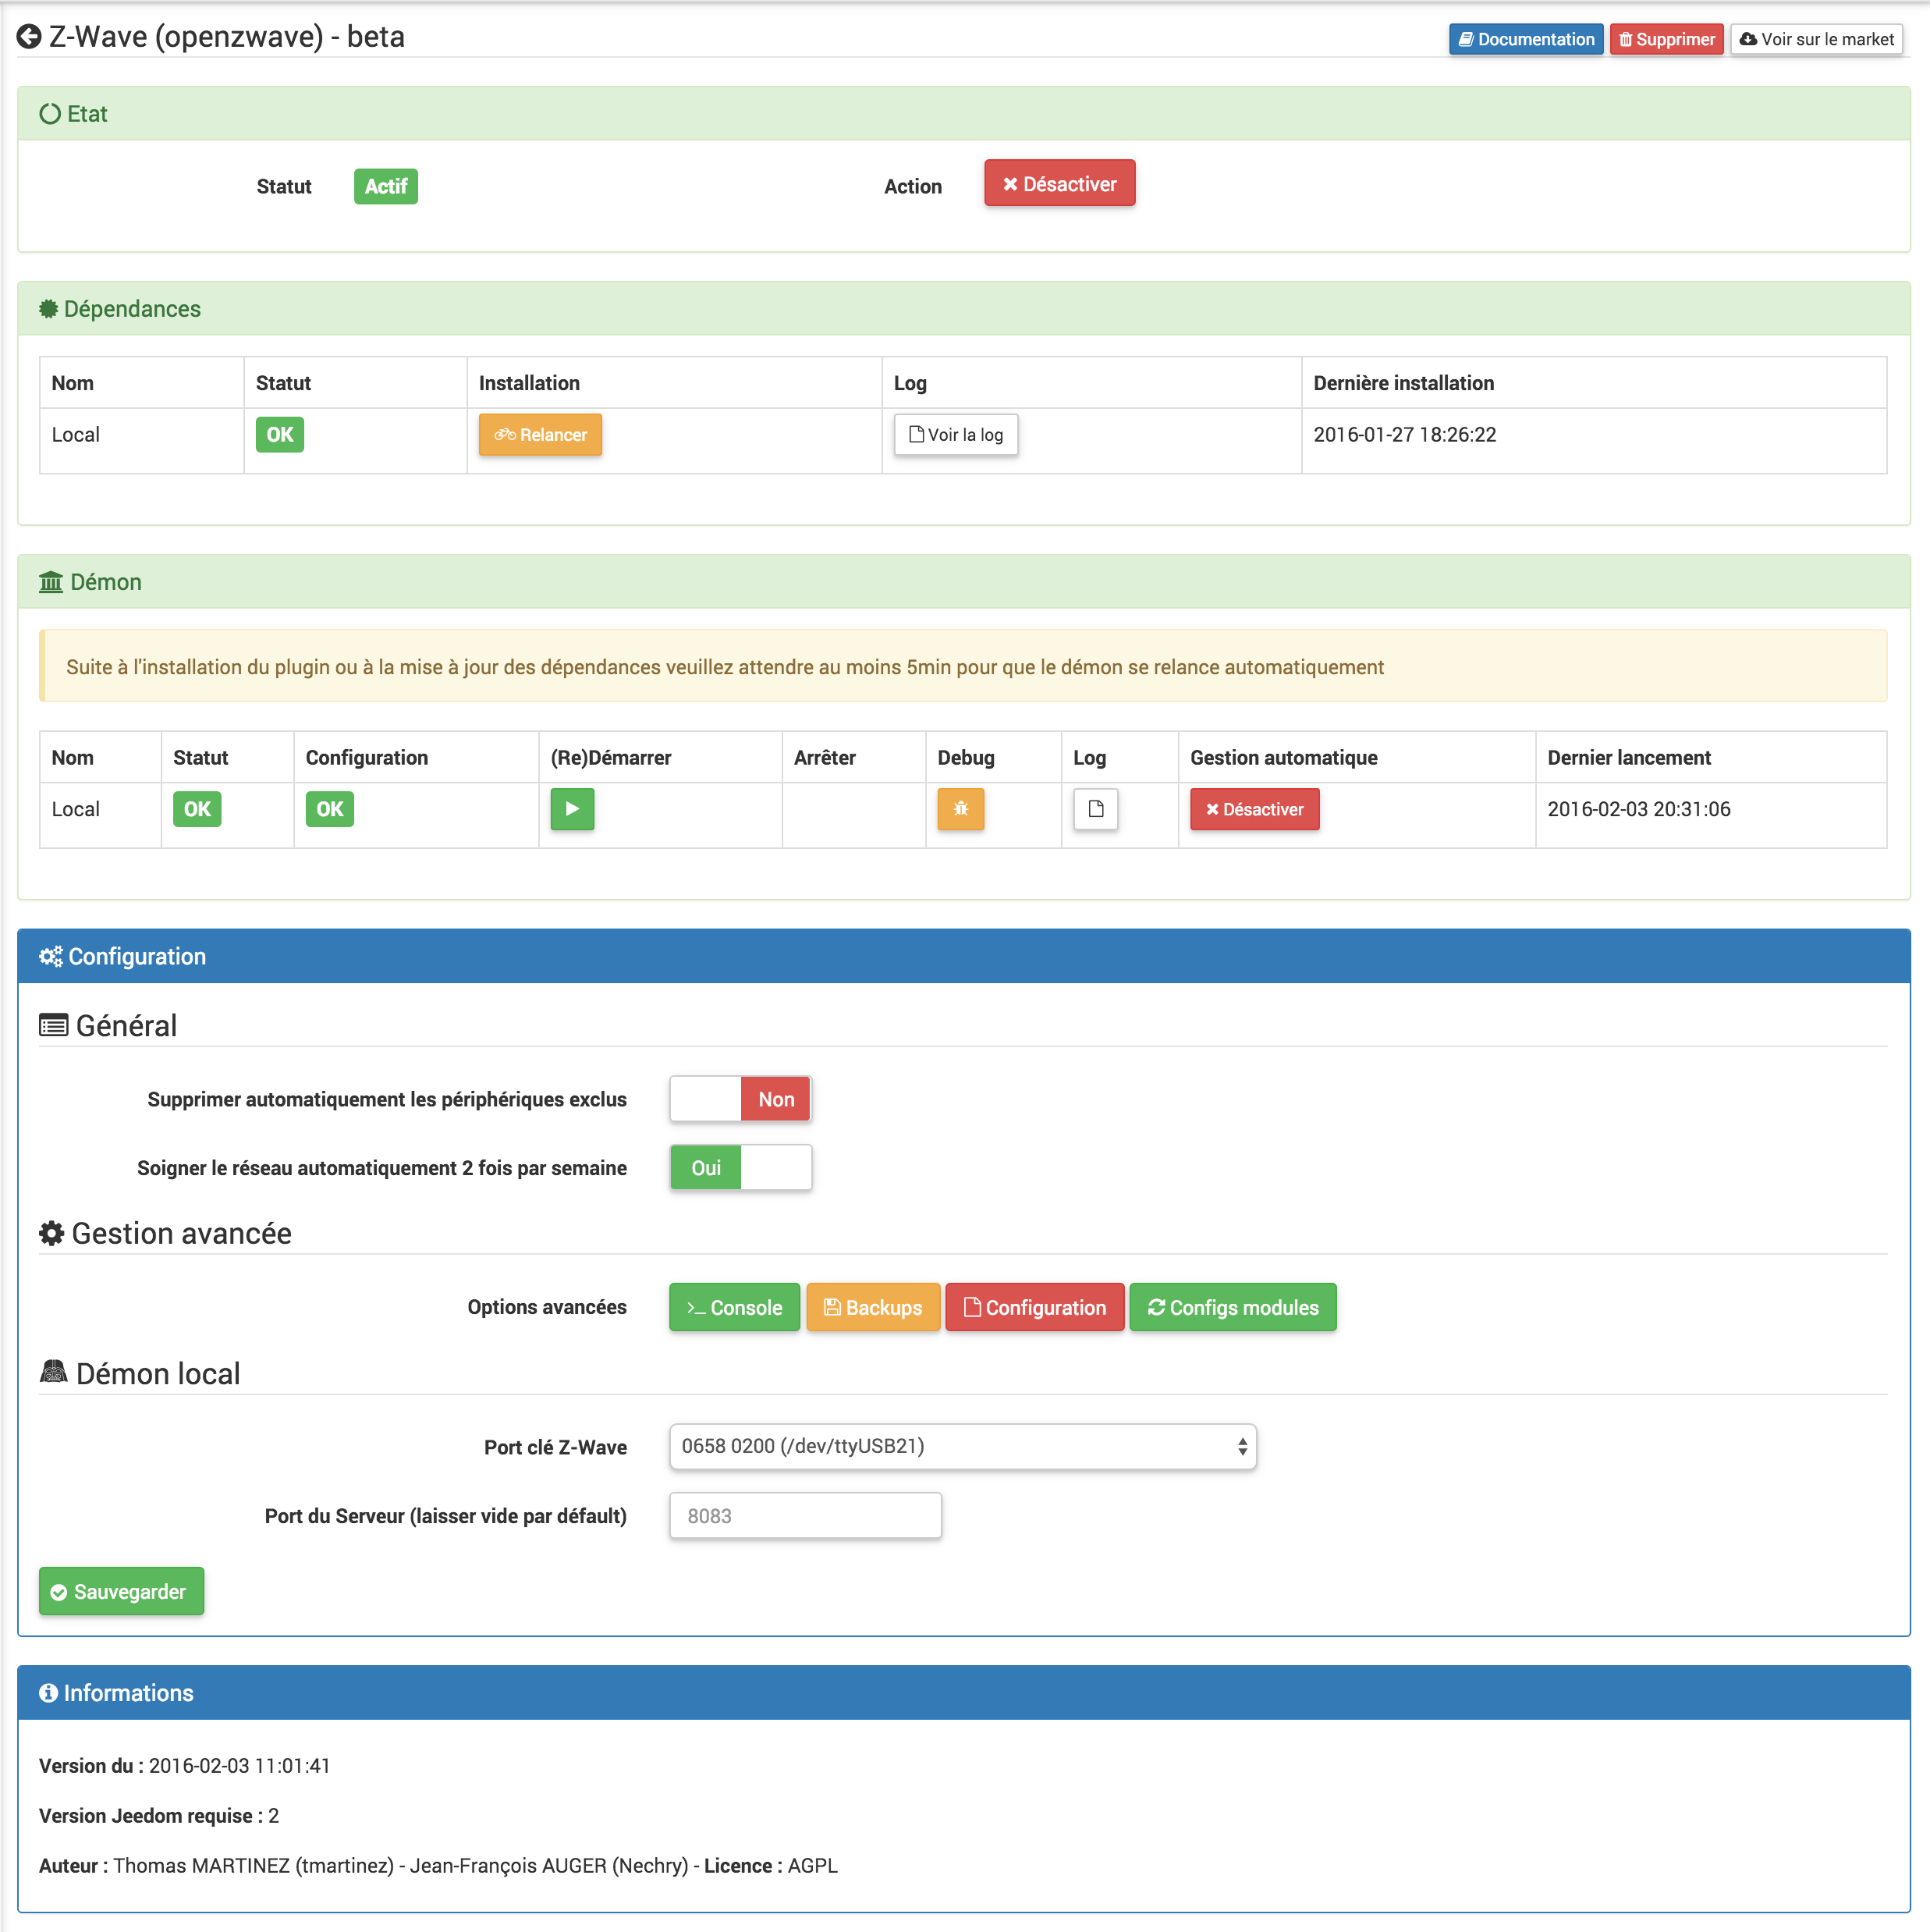 Z-Wave (openzwave) - beta
Documentation Supprimer Voir sur le market
Etat
Statut Actif Action Désactiver
Dépendances
Nom Statut Installation Log Dernière installation
Local OK Relancer Voir la log 2016-01-27 18:26:22
Démon
Suite à l'installation du plugin ou à la mise à jour des dépendances veuillez attendre au moins 5min pour que le démon se relance automatiquement
Nom Statut Configuration (Re)Démarrer Arrêter Debug Log Gestion automatique Dernier lancement
Local OK OK Désactiver 2016-02-03 20:31:06
Configuration
Général
Supprimer automatiquement les périphériques exclus Non
Soigner le réseau automatiquement 2 fois par semaine Oui
Gestion avancée
Options avancées Console Backups Configuration Configs modules
Démon local
Port clé Z-Wave 0658 0200 (/dev/ttyUSB21)
Port du Serveur (laisser vide par défault) 8083
Sauvegarder
Informations
Version du : 2016-02-03 11:01:41
Version Jeedom requise : 2
Auteur : Thomas MARTINEZ (tmartinez) - Jean-François AUGER (Nechry) - Licence : AGPL